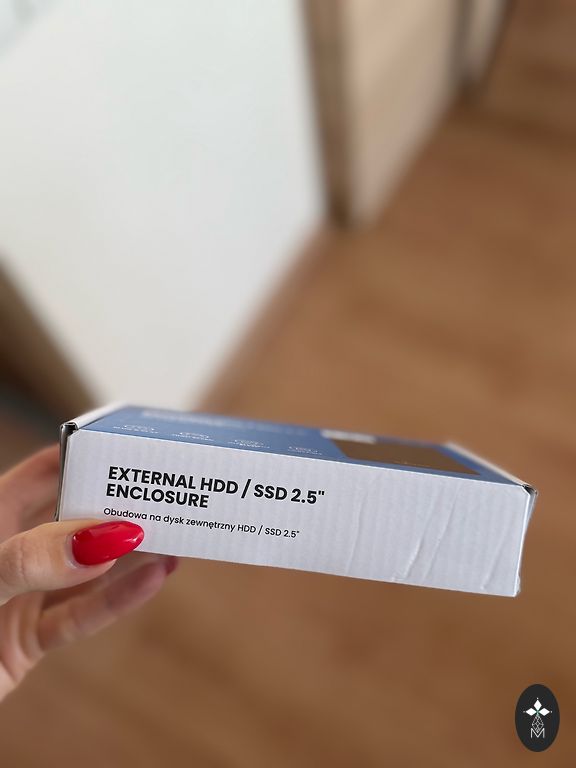 EXTERNAL HDD / SSD 2.5"
ENCLOSURE
Obudowa na dysk zewnętrzny HDD / SSD 2.5"
M